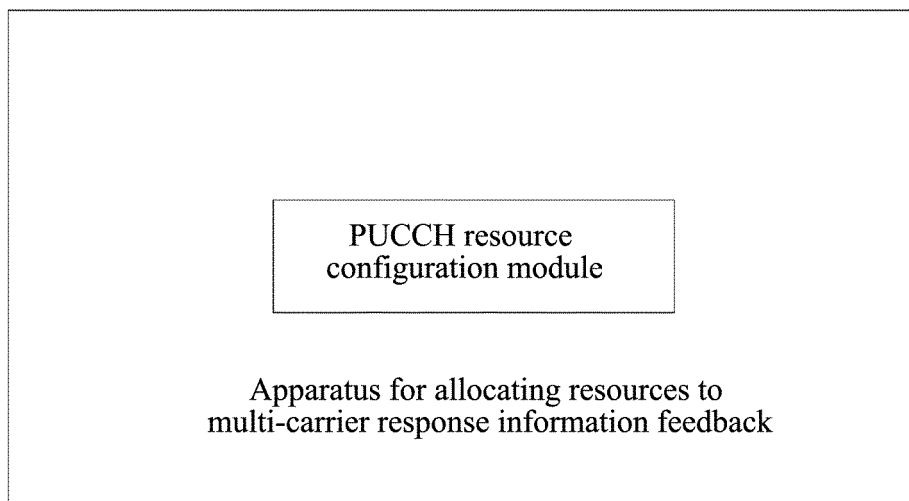 PUCCH resource
configuration module
Apparatus for allocating resources to
multi-carrier response information feedback